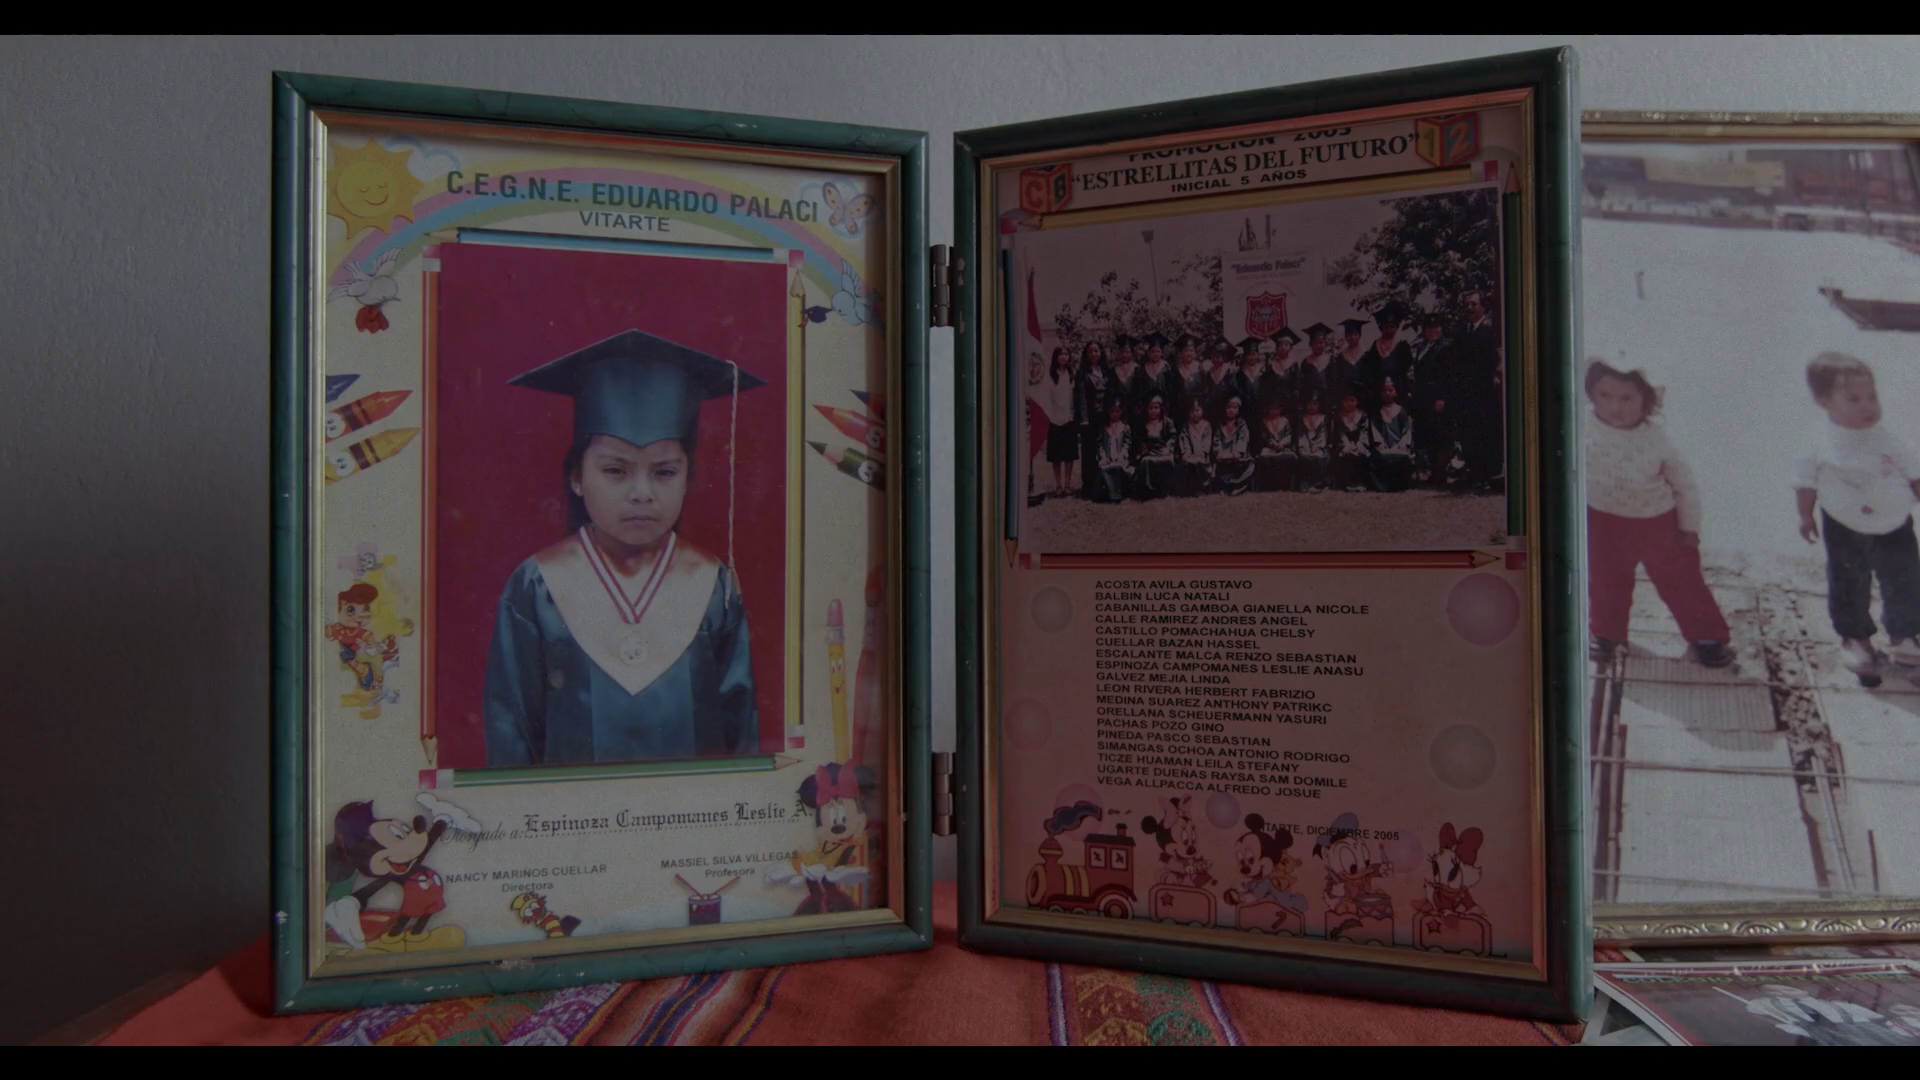 C.E.G.N.E. EDUARDO PALACI
VITARTE
Otorgado a: Espinoza Campomanes Leslie A.
NANCY MARIÑOS CUELLAR
Directora
MASSIEL SILVA VILLEGAS
Profesora
PROMOCION 2005
"ESTRELLITAS DEL FUTURO"
INICIAL 5 AÑOS
"Eduardo Palaci"
ACOSTA AVILA GUSTAVO
BALBIN LUCA NATALI
CABANILLAS GAMBOA GIANELLA NICOLE
CALLE RAMIREZ ANDRES ANGEL
CASTILLO POMACHAHUA CHELSY
CUELLAR BAZAN HASSEL
ESCALANTE MALCA RENZO SEBASTIAN
ESPINOZA CAMPOMANES LESLIE ANASU
GALVEZ MEJIA LINDA
LEON RIVERA HERBERT FABRIZIO
MEDINA SUAREZ ANTHONY PATRIKC
ORELLANA SCHEUERMANN YASURI
PACHAS POZO GINO
PINEDA PASCO SEBASTIAN
SIMANGAS OCHOA ANTONIO RODRIGO
TICZE HUAMAN LEILA STEFANY
UGARTE DUEÑAS RAYSA SAM DOMILE
VEGA ALLPACCA ALFREDO JOSUE
VITARTE, DICIEMBRE 2005